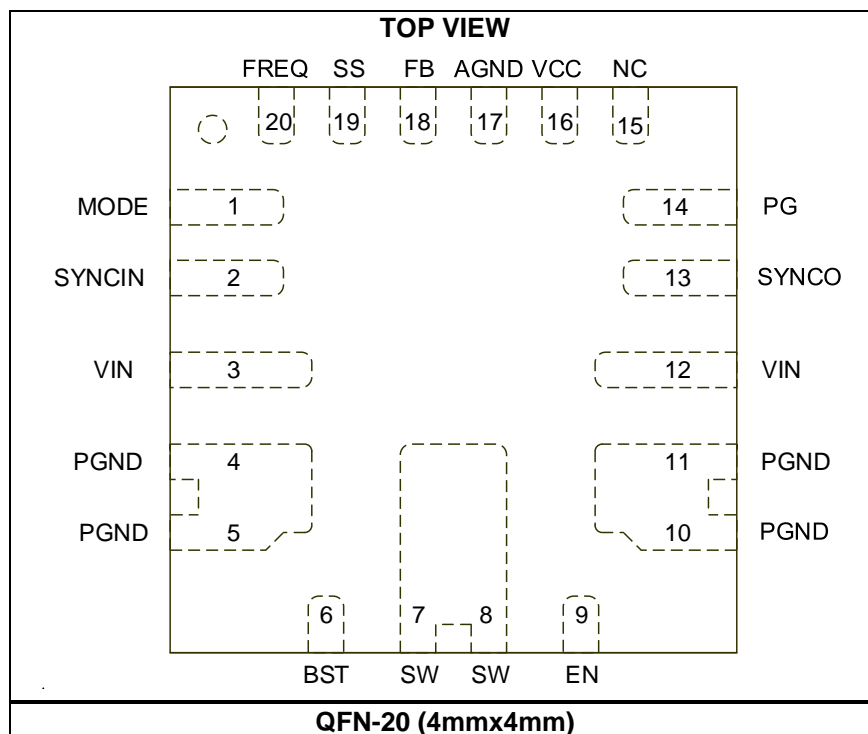 TOP VIEW
FREQ SS FB AGND VCC NC
20 19 18 17 16 15
MODE 1 14 PG
SYNCIN 2 13 SYNCO
VIN 3 12 VIN
PGND 4 11 PGND
PGND 5 10 PGND
6 7 8 9
BST SW SW EN
QFN-20 (4mmx4mm)